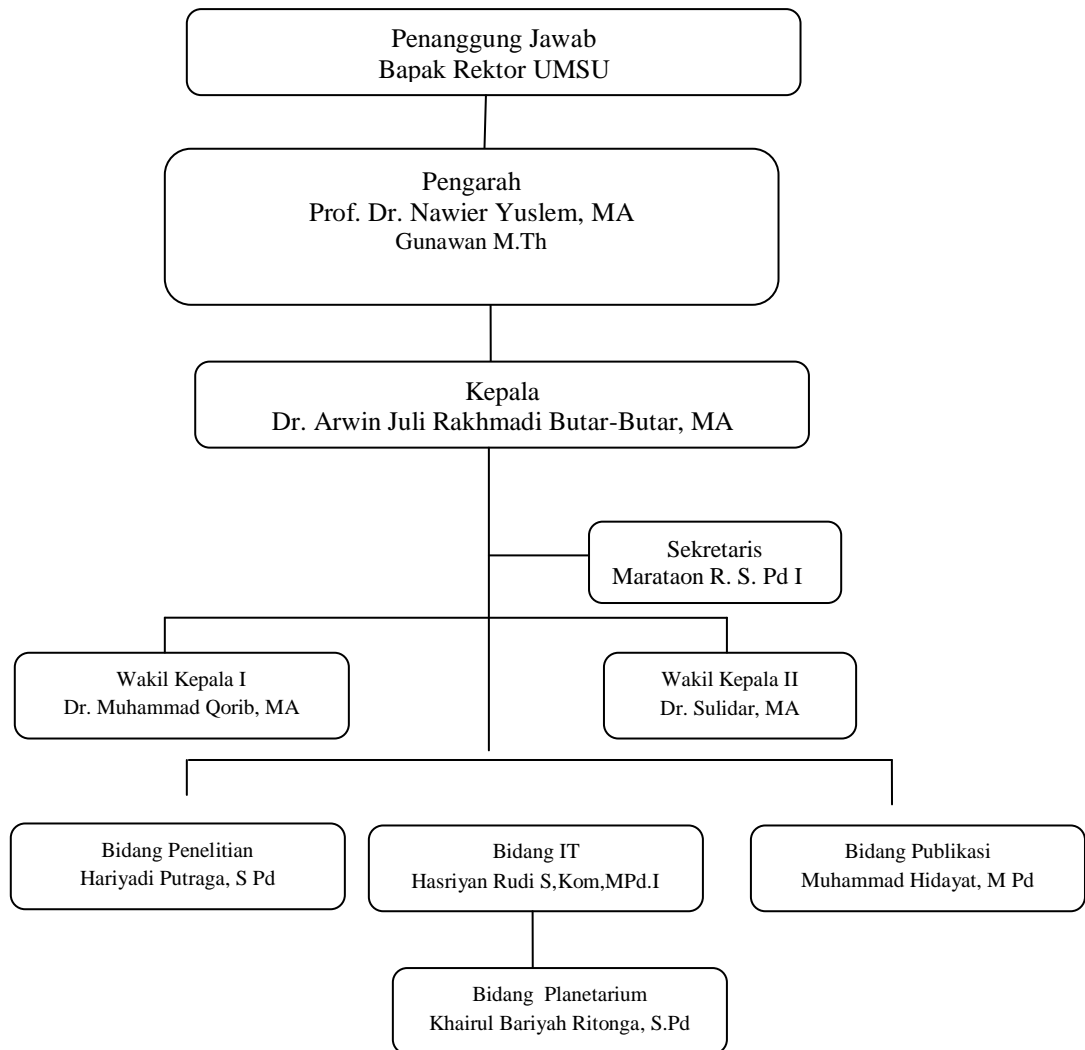 Penanggung Jawab
Bapak Rektor UMSU
Pengarah
Prof. Dr. Nawier Yuslem, MA
Gunawan M.Th
Kepala
Dr. Arwin Juli Rakhmadi Butar-Butar, MA
Sekretaris
Marataon R. S. Pd I
Wakil Kepala I
Dr. Muhammad Qorib, MA
Wakil Kepala II
Dr. Sulidar, MA
Bidang Penelitian
Hariyadi Putraga, S Pd
Bidang IT
Hasriyan Rudi S,Kom,MPd.I
Bidang Publikasi
Muhammad Hidayat, M Pd
Bidang Planetarium
Khairul Bariyah Ritonga, S.Pd